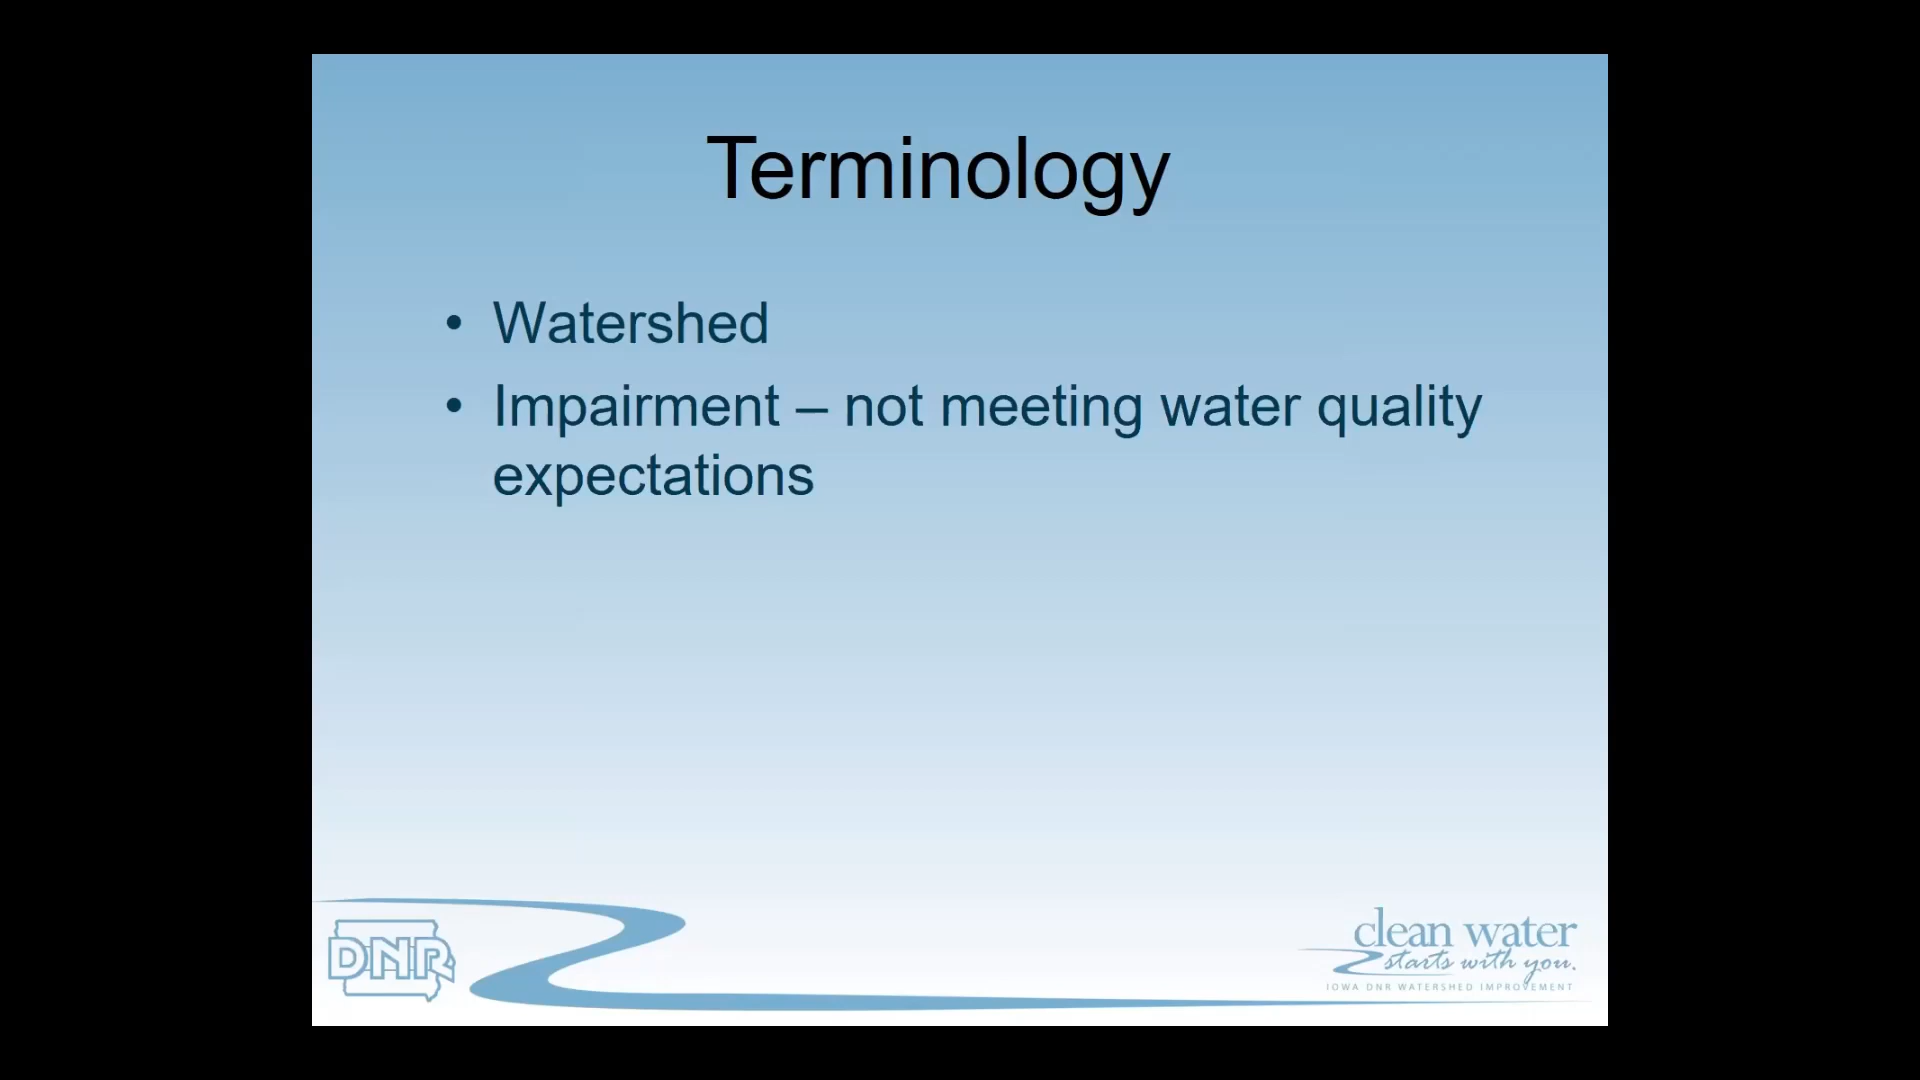 Terminology
• Watershed
• Impairment – not meeting water quality
expectations
DNR
clean water
starts with you.
IOWA DNR WATERSHED IMPROVEMENT